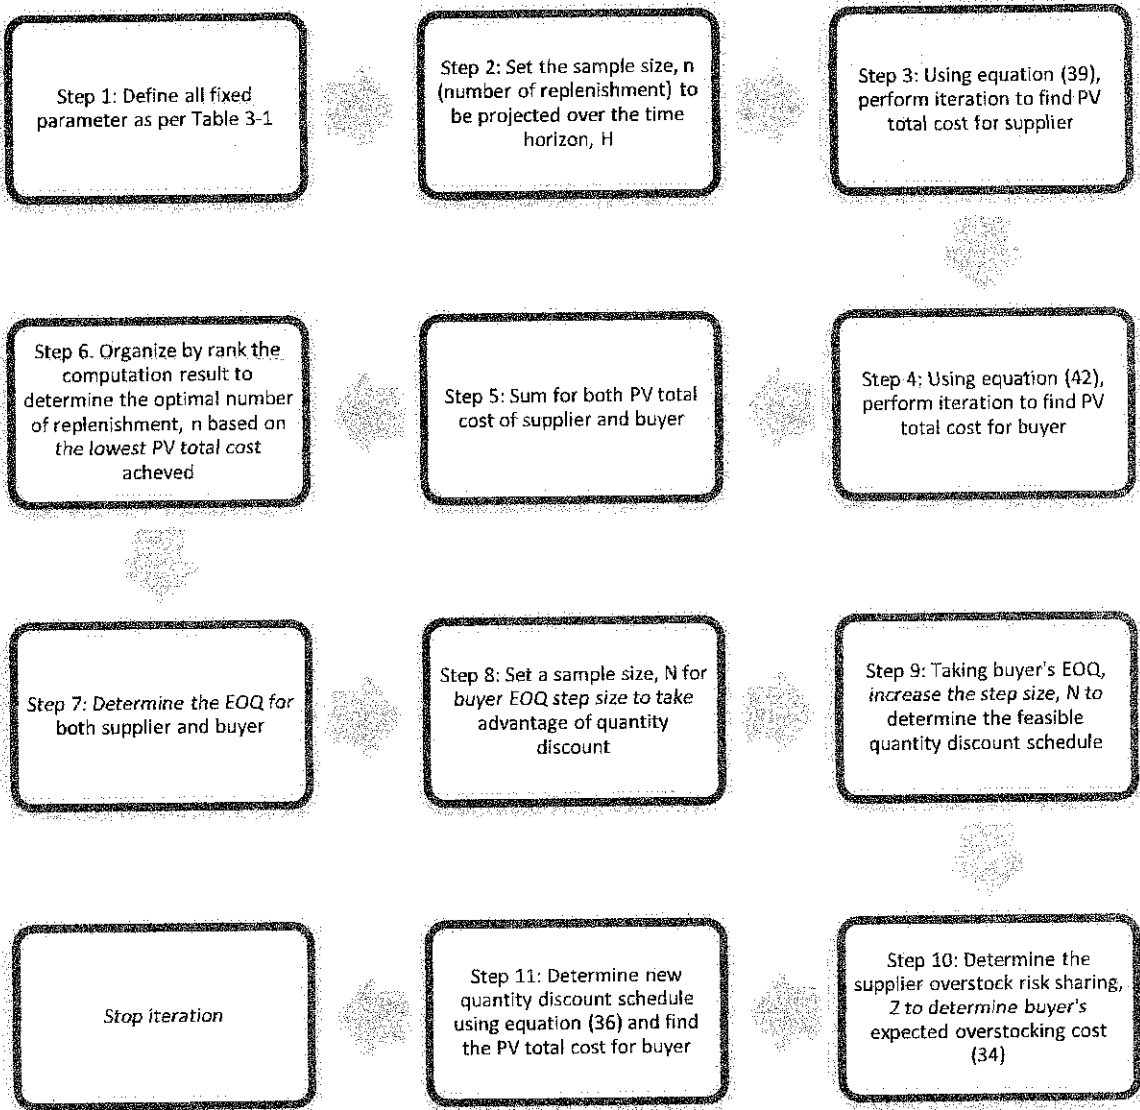 Step 1: Define all fixed
parameter as per Table 3-1
Step 2: Set the sample size, n
(number of replenishment) to
be projected over the time
horizon, H
Step 3: Using equation (39),
perform iteration to find PV
total cost for supplier
Step 4: Using equation (42),
perform iteration to find PV
total cost for buyer
Step 5: Sum for both PV total
cost of supplier and buyer
Step 6. Organize by rank the
computation result to
determine the optimal number
of replenishment, n based on
the lowest PV total cost
acheved
Step 7: Determine the EOQ for
both supplier and buyer
Step 8: Set a sample size, N for
buyer EOQ step size to take
advantage of quantity
discount
Step 9: Taking buyer's EOQ,
increase the step size, N to
determine the feasible
quantity discount schedule
Step 10: Determine the
supplier overstock risk sharing,
Z to determine buyer's
expected overstocking cost
(34)
Step 11: Determine new
quantity discount schedule
using equation (36) and find
the PV total cost for buyer
Stop iteration